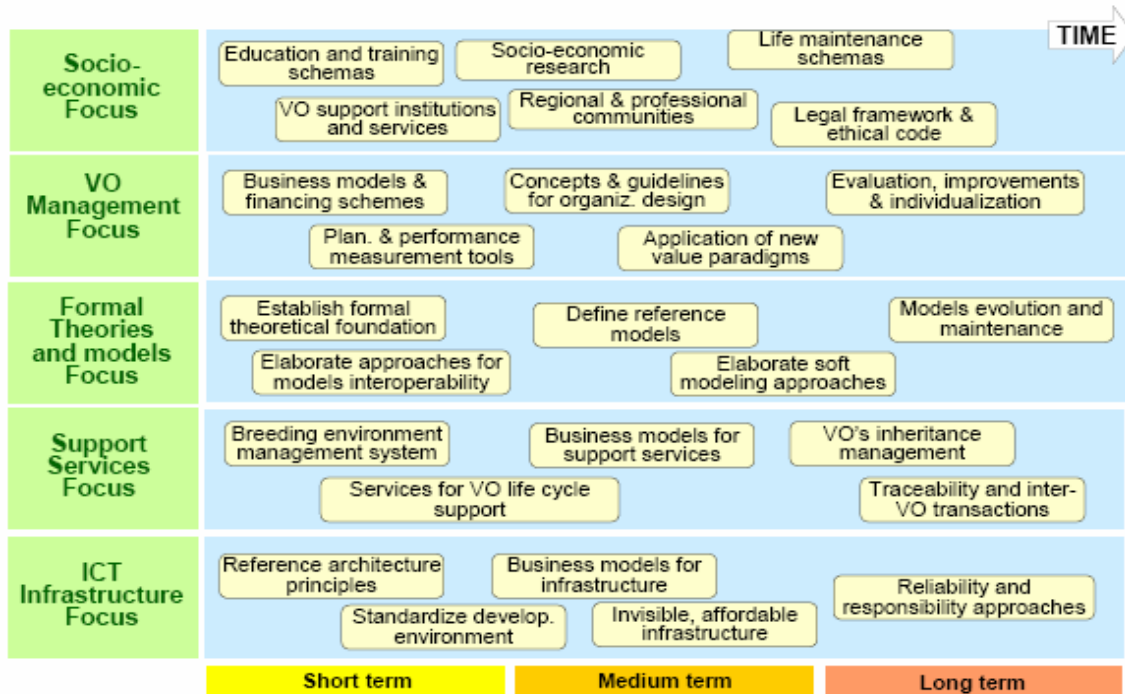 TIME
Socio-
economic
Focus
Education and training
schemas
Socio-economic
research
Life maintenance
schemas
VO support institutions
and services
Regional & professional
communities
Legal framework &
ethical code
VO
Management
Focus
Business models &
financing schemes
Concepts & guidelines
for organiz. design
Evaluation, improvements
& individualization
Plan. & performance
measurement tools
Application of new
value paradigms
Formal
Theories
and models
Focus
Establish formal
theoretical foundation
Define reference
models
Models evolution and
maintenance
Elaborate approaches for
models interoperability
Elaborate soft
modeling approaches
Support
Services
Focus
Breeding environment
management system
Business models for
support services
VO's inheritance
management
Services for VO life cycle
support
Traceability and inter-
VO transactions
ICT
Infrastructure
Focus
Reference architecture
principles
Business models for
infrastructure
Reliability and
responsibility approaches
Standardize develop.
environment
Invisible, affordable
infrastructure
Short term
Medium term
Long term